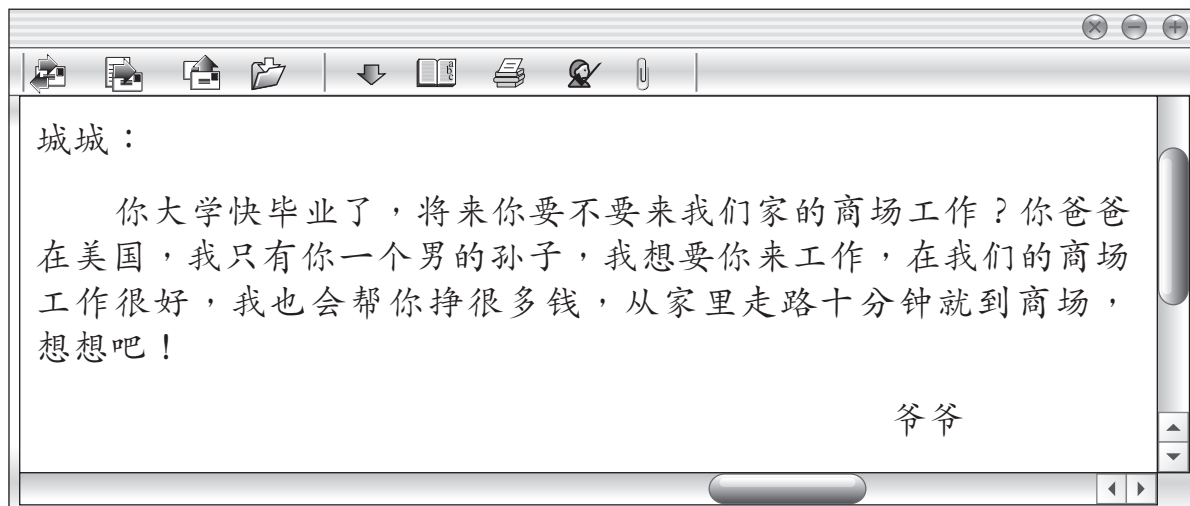 城城：
你大学快毕业了，将来你要不要来我们家的商场工作？你爸爸
在美国，我只有你一个男的孙子，我想要你来工作，在我们的商场
工作很好，我也会帮你挣很多钱，从家里走路十分钟就到商场，
想想吧！
爷爷